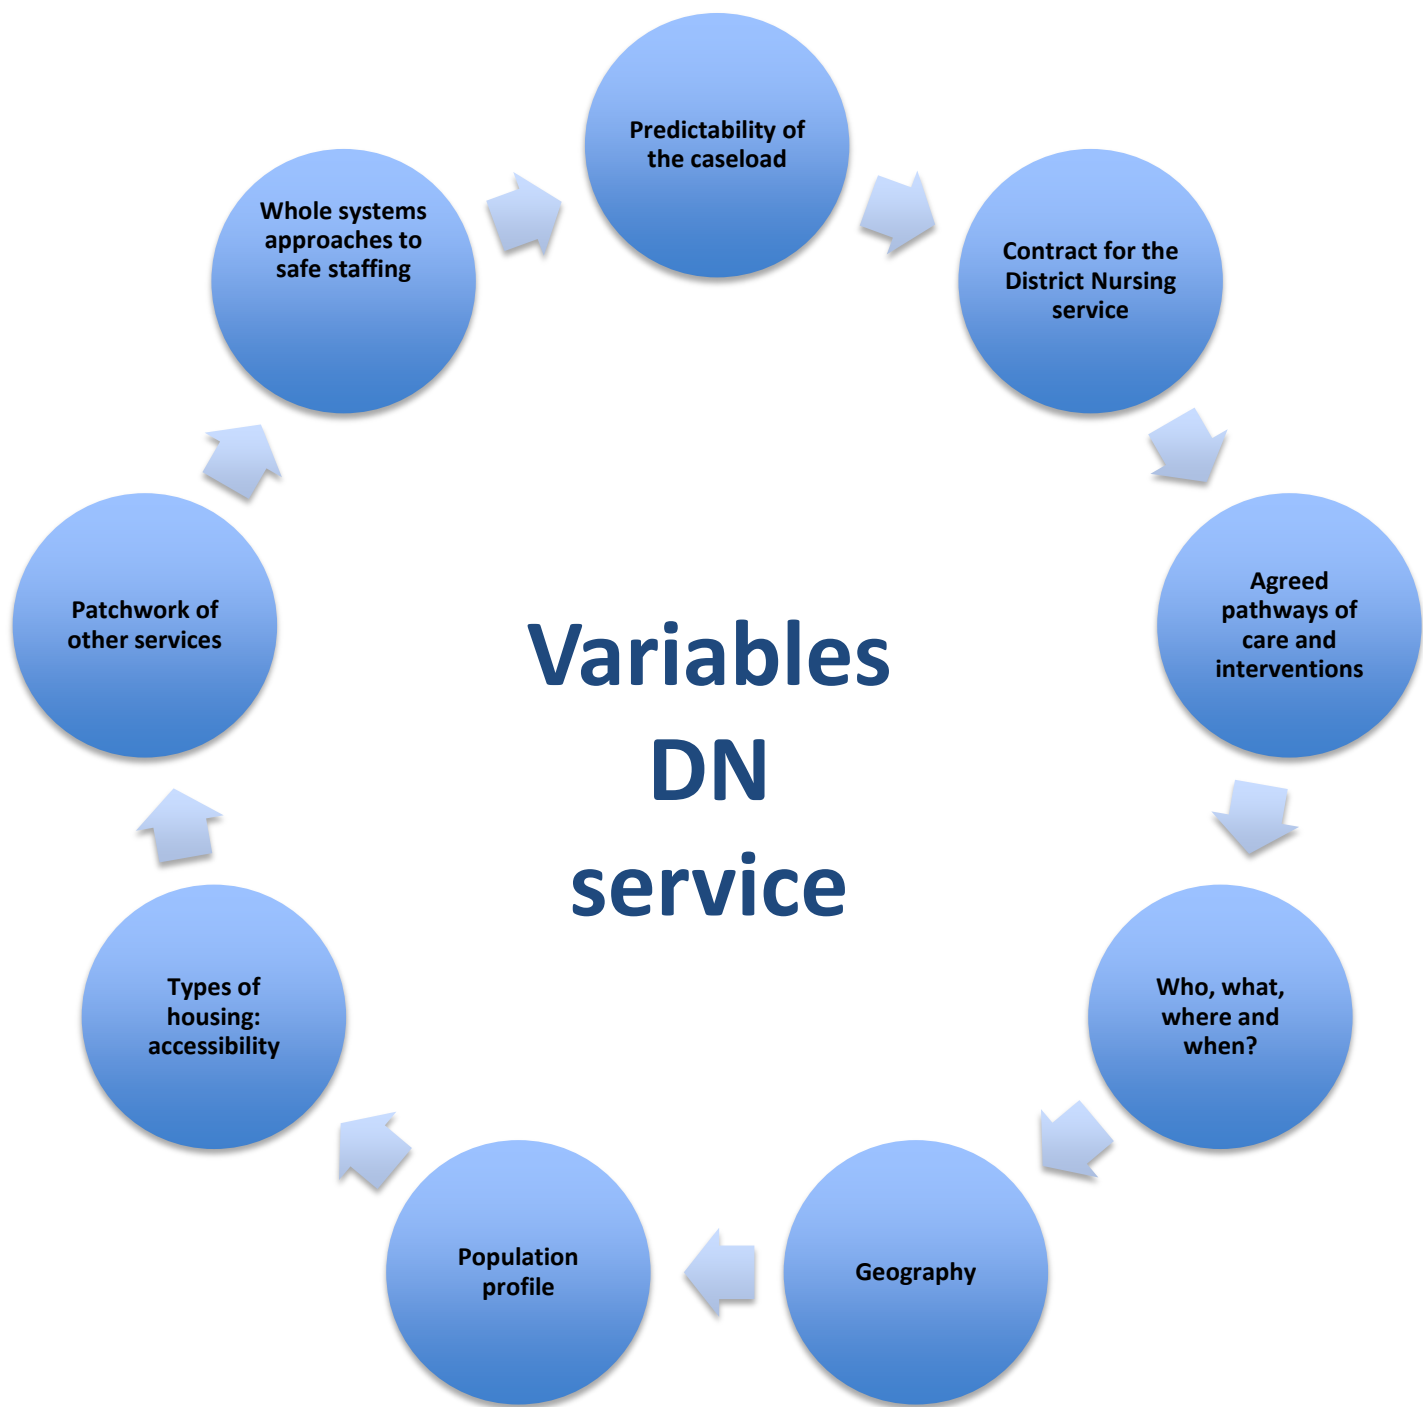 Predictability of
the caseload
Contract for the
District Nursing
service
Agreed
pathways of
care and
interventions
Who, what,
where and
when?
Geography
Population
profile
Types of
housing:
accessibility
Patchwork of
other services
Whole systems
approaches to
safe staffing
Variables
DN
service